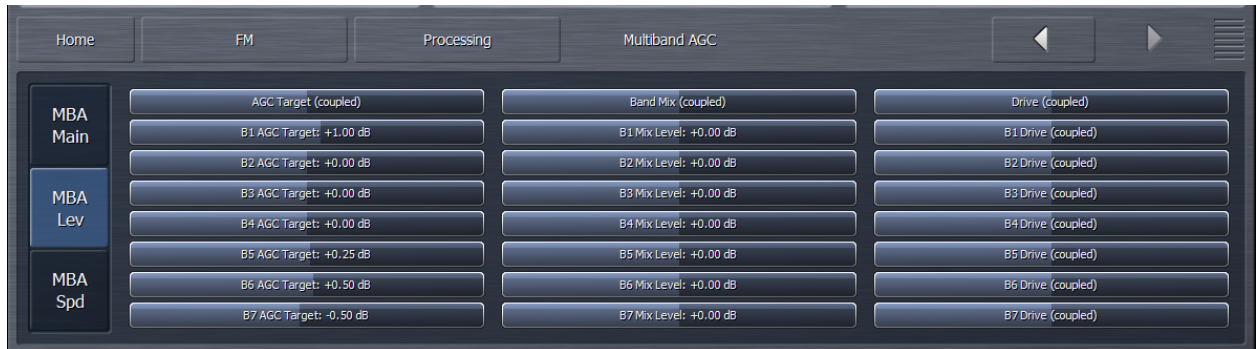 Home FM Processing Multiband AGC
MBA Main
MBA Lev
MBA Spd
AGC Target (coupled) Band Mix (coupled) Drive (coupled)
B1 AGC Target: +1.00 dB B1 Mix Level: +0.00 dB B1 Drive (coupled)
B2 AGC Target: +0.00 dB B2 Mix Level: +0.00 dB B2 Drive (coupled)
B3 AGC Target: +0.00 dB B3 Mix Level: +0.00 dB B3 Drive (coupled)
B4 AGC Target: +0.00 dB B4 Mix Level: +0.00 dB B4 Drive (coupled)
B5 AGC Target: +0.25 dB B5 Mix Level: +0.00 dB B5 Drive (coupled)
B6 AGC Target: +0.50 dB B6 Mix Level: +0.00 dB B6 Drive (coupled)
B7 AGC Target: -0.50 dB B7 Mix Level: +0.00 dB B7 Drive (coupled)